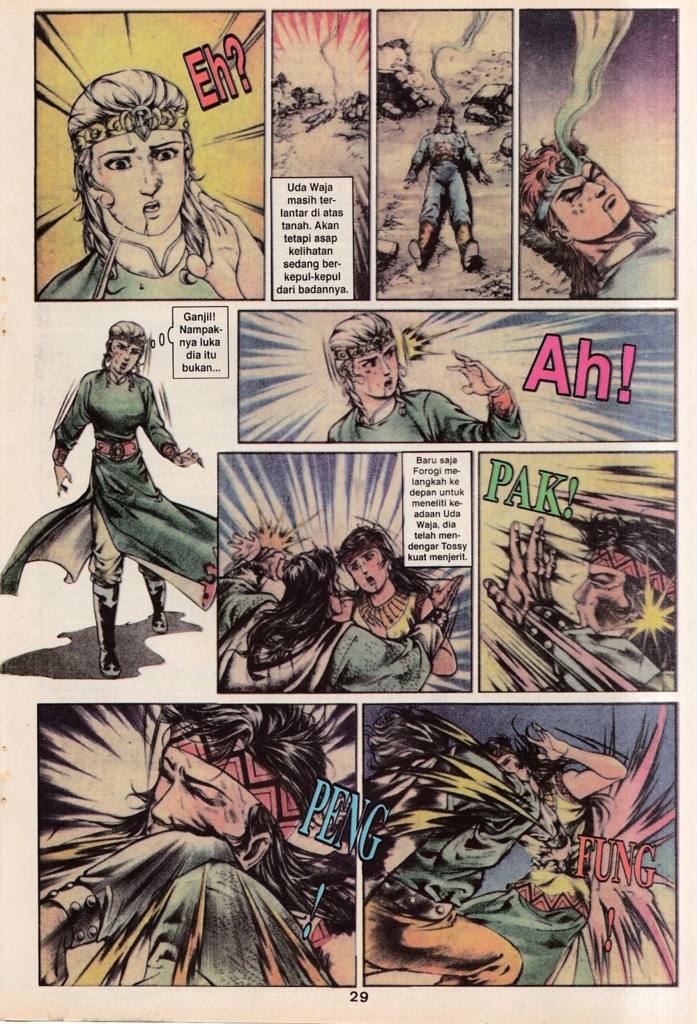 Eh?
Uda Waja
masih ter-
lantar di atas
tanah. Akan
tetapi asap
kelihatan
sedang ber-
kepul-kepul
dari badannya.
Ganjil!
Nampak-
nya luka
dia itu
bukan...
Ah!
Baru saja
Forogi me-
langkah ke
depan untuk
meneliti ke-
adaan Uda
Waja, dia
telah men-
dengar Tossy
kuat menjerit.
PAK!
PENG
!
FUNG
!
29